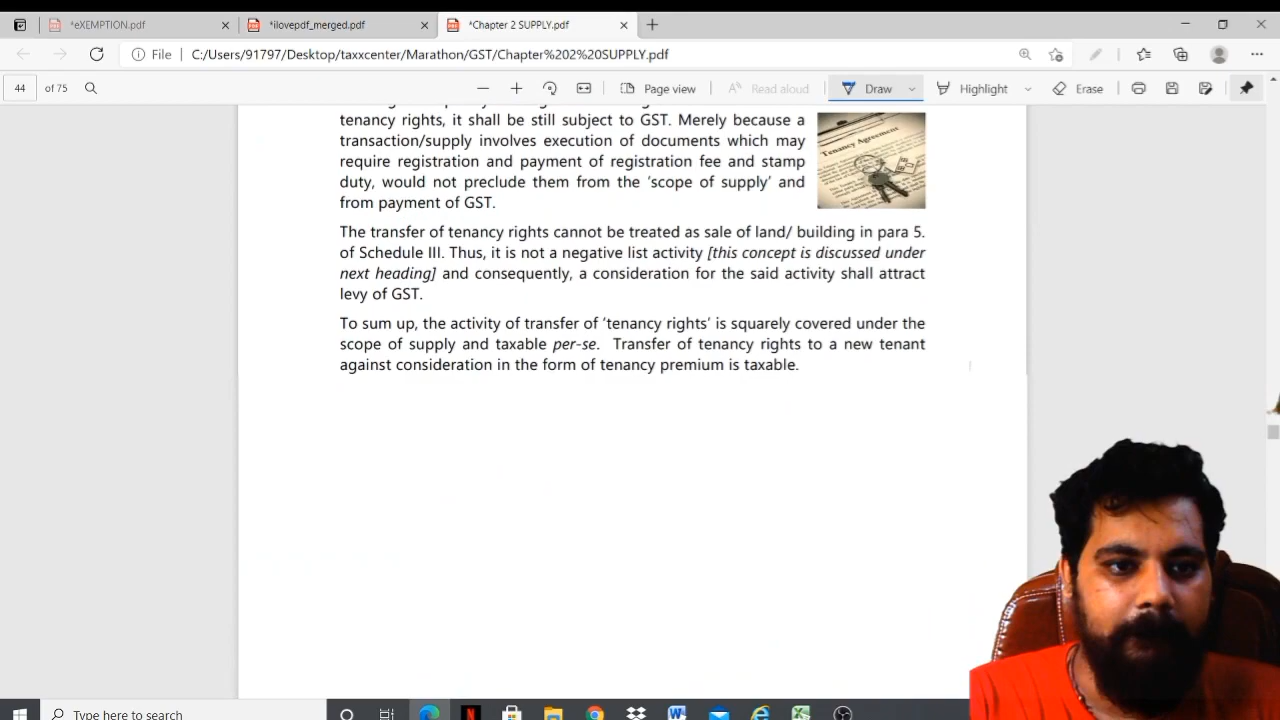 *eXEMPTION.pdf
*ilovepdf_merged.pdf
*Chapter 2 SUPPLY.pdf
File
C:/Users/91797/Desktop/taxxcenter/Marathon/GST/Chapter%202%20SUPPLY.pdf
44 of 75
Page view
Read aloud
Draw
Highlight
Erase
tenancy rights, it shall be still subject to GST. Merely because a
transaction/supply involves execution of documents which may
require registration and payment of registration fee and stamp
duty, would not preclude them from the ‘scope of supply’ and
from payment of GST.
Tenancy Agreement
The transfer of tenancy rights cannot be treated as sale of land/ building in para 5.
of Schedule III. Thus, it is not a negative list activity [this concept is discussed under
next heading] and consequently, a consideration for the said activity shall attract
levy of GST.
To sum up, the activity of transfer of ‘tenancy rights’ is squarely covered under the
scope of supply and taxable per-se. Transfer of tenancy rights to a new tenant
against consideration in the form of tenancy premium is taxable.
Type here to search